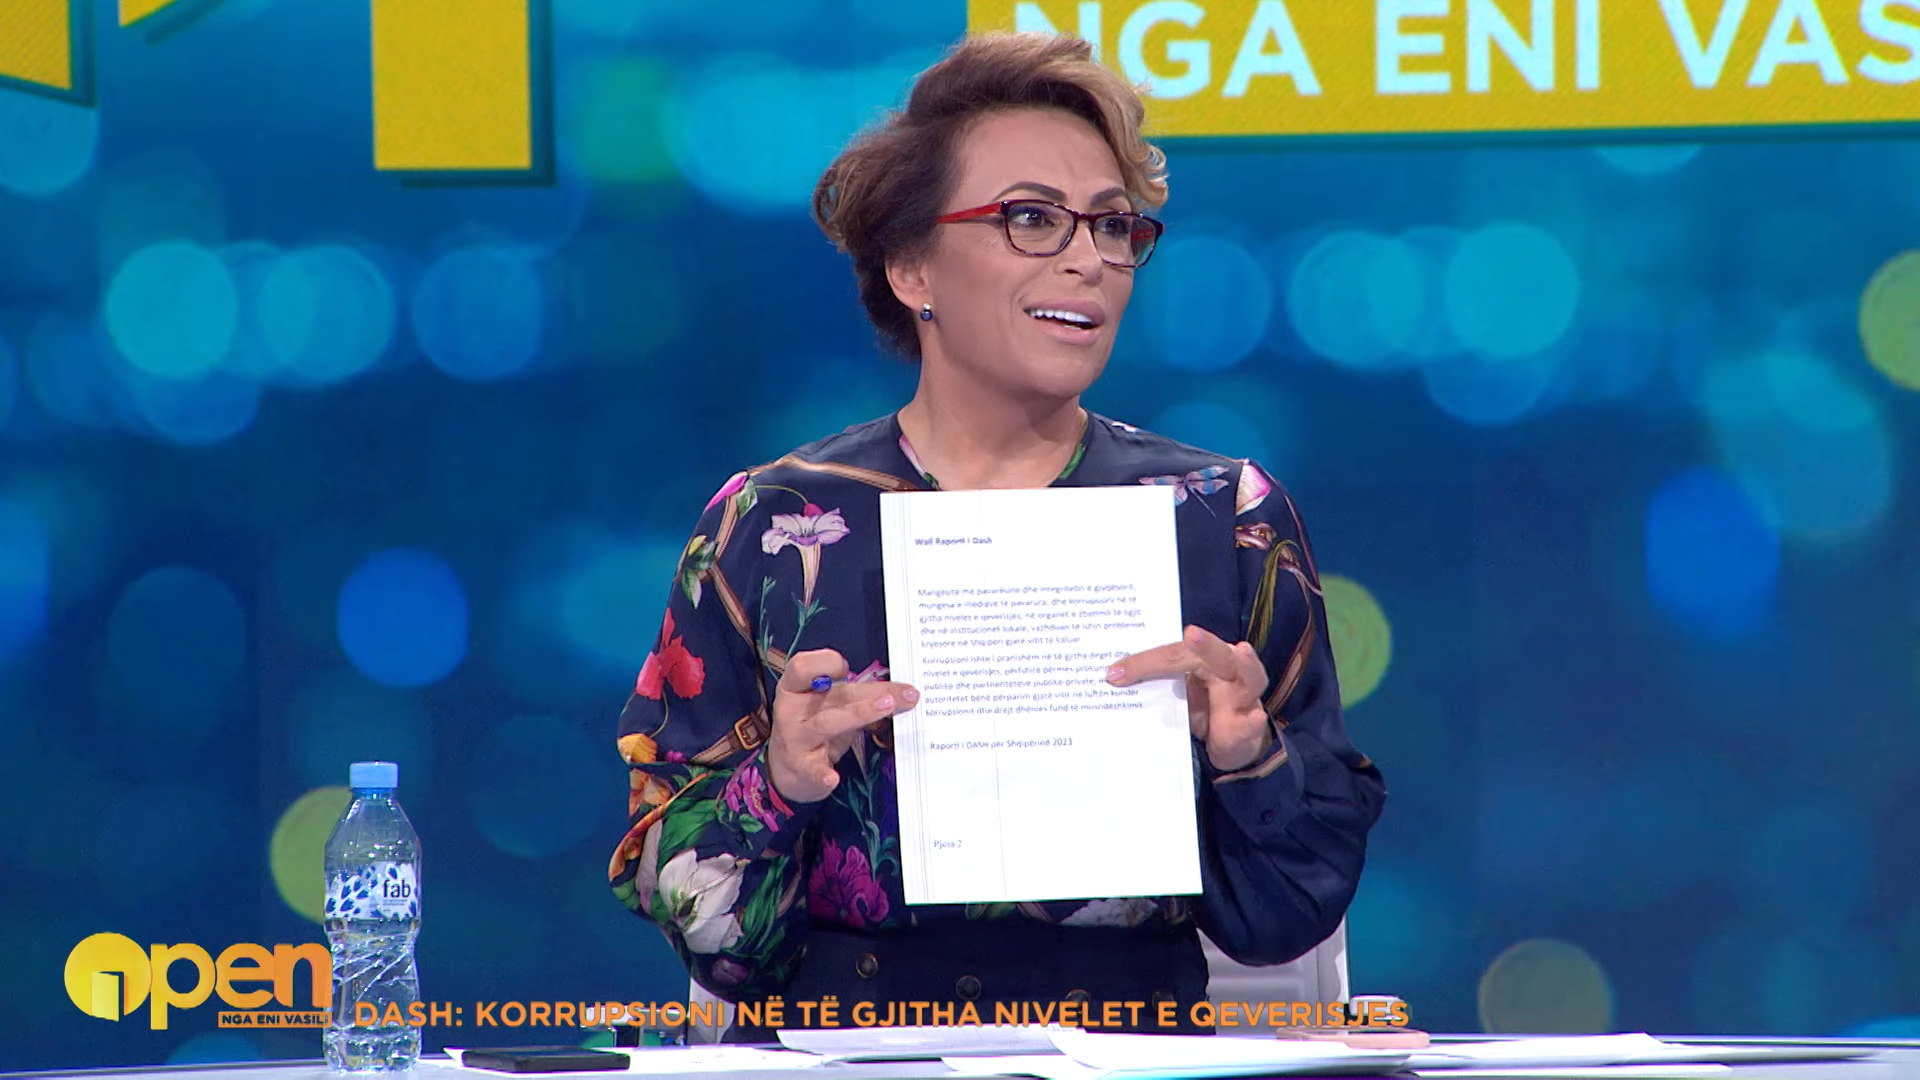 NGA ENI VAS
Wall Raporti i Dash
Mangësitë me pavarësinë dhe integritetin e gjyqësorit,
mungesa e mediave të pavarura, dhe korrupsioni në të
gjitha nivelet e qeverisjes, në organet e zbatimit të ligjit
dhe në institucionet lokale, vazhduan të ishin problemet
kryesore në Shqipëri gjatë vitit të kaluar.
Korrupsioni ishte i pranishëm në të gjitha degët dhe
nivelet e qeverisjes, përfshirë përmes prokurim
publike dhe partneriteteve publike-private,
autoritetet bënë përparim gjatë vitit në luftën kundër
korrupsionit dhe drejt dhënies fund të mosndëshkimit.
Raporti i DASH për Shqipërinë 2023
Pjesa 2
fab
Open
NGA ENI VASILI
DASH: KORRUPSIONI NË TË GJITHA NIVELET E QEVERISJES